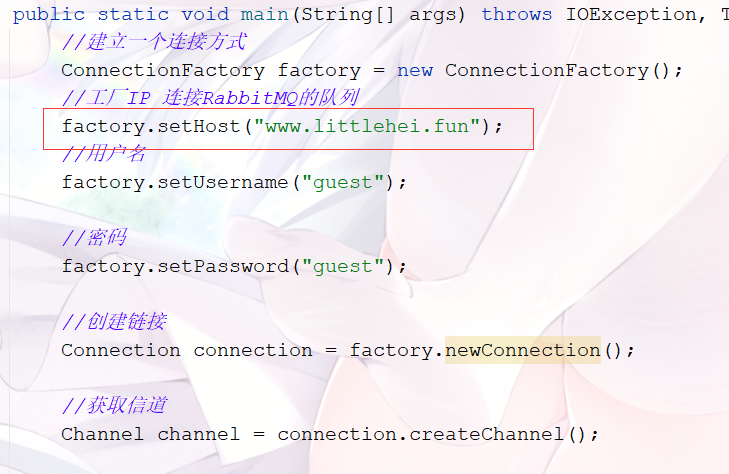 public static void main(String[] args) throws IOException, T
//建立一个连接方式
ConnectionFactory factory = new ConnectionFactory();
//工厂IP 连接RabbitMQ的队列
factory.setHost("www.littlehei.fun");
//用户名
factory.setUsername("guest");
//密码
factory.setPassword("guest");
//创建链接
Connection connection = factory.newConnection();
//获取信道
Channel channel = connection.createChannel();